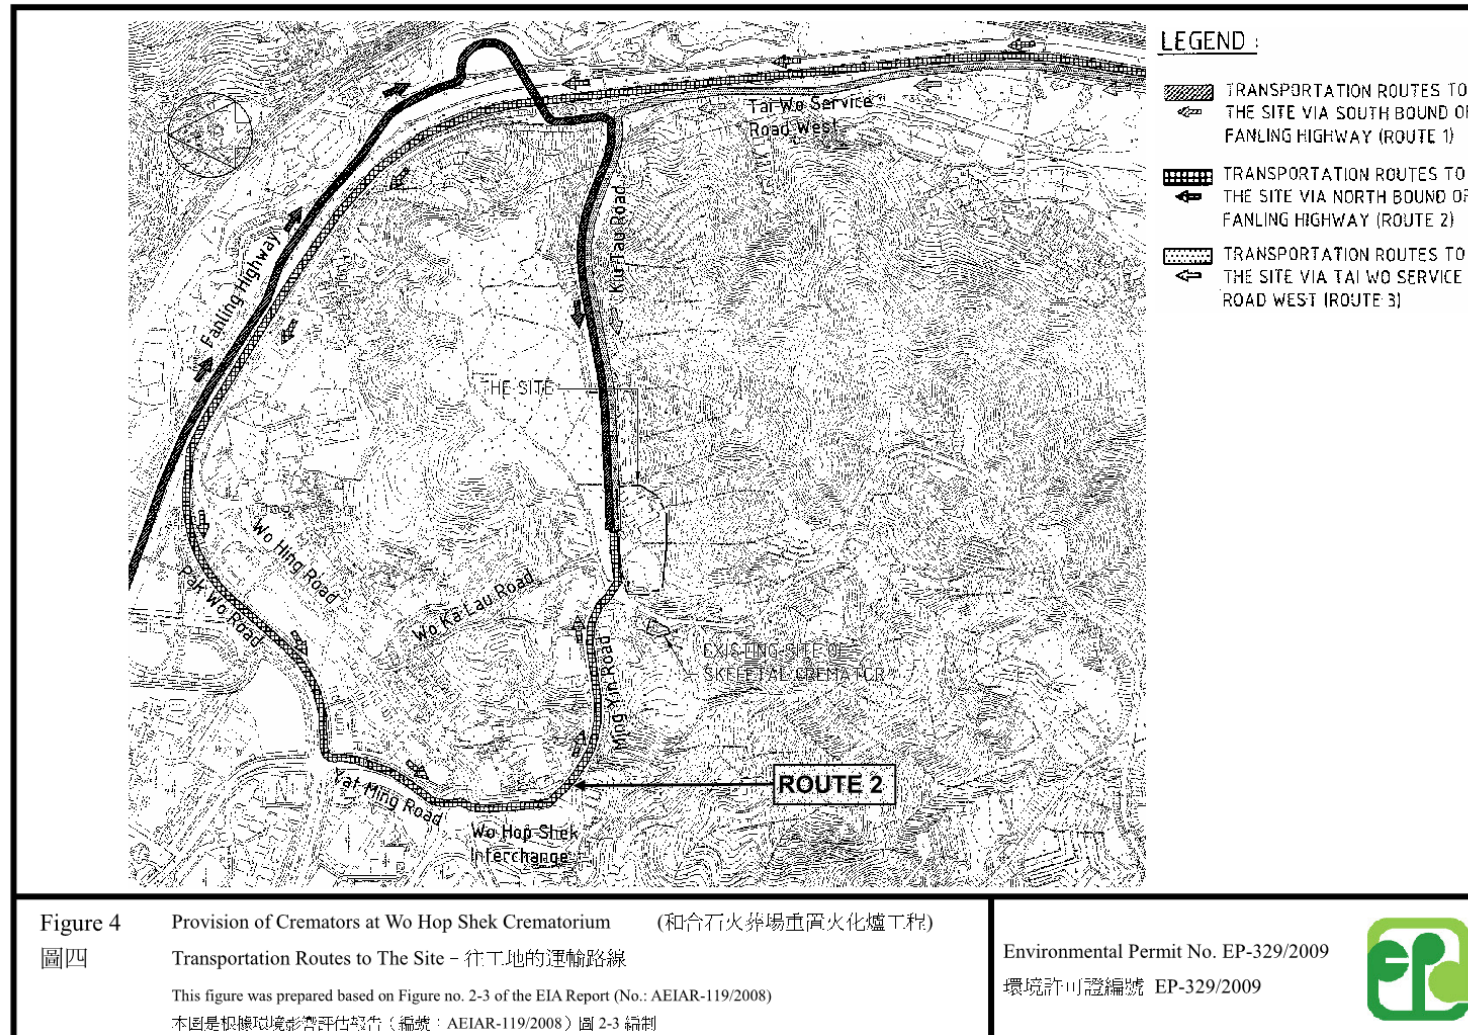 LEGEND :
TRANSPORTATION ROUTES TO
THE SITE VIA SOUTH BOUND OF
FANLING HIGHWAY (ROUTE 1)
TRANSPORTATION ROUTES TO
THE SITE VIA NORTH BOUND OF
FANLING HIGHWAY (ROUTE 2)
TRANSPORTATION ROUTES TO
THE SITE VIA TAI WO SERVICE
ROAD WEST (ROUTE 3)
Tai Wo Service
Road West
Kiu Tau Road
Fanling Highway
THE SITE
Wo Hing Road
Pak Wo Road
Wo Ka Lau Road
Ming Yin Road
EXISTING SITE OF
SKELETAL CREMATOR
ROUTE 2
Yat Ming Road
Wo Hop Shek
Interchange
Figure 4
圖四
Provision of Cremators at Wo Hop Shek Crematorium (和合石火葬場重置火化爐工程)
Transportation Routes to The Site – 往工地的運輸路線
This figure was prepared based on Figure no. 2-3 of the EIA Report (No.: AEIAR-119/2008)
本圖是根據環境影響評估報告（編號：AEIAR-119/2008）圖 2-3 編制
Environmental Permit No. EP-329/2009
環境許可證編號 EP-329/2009